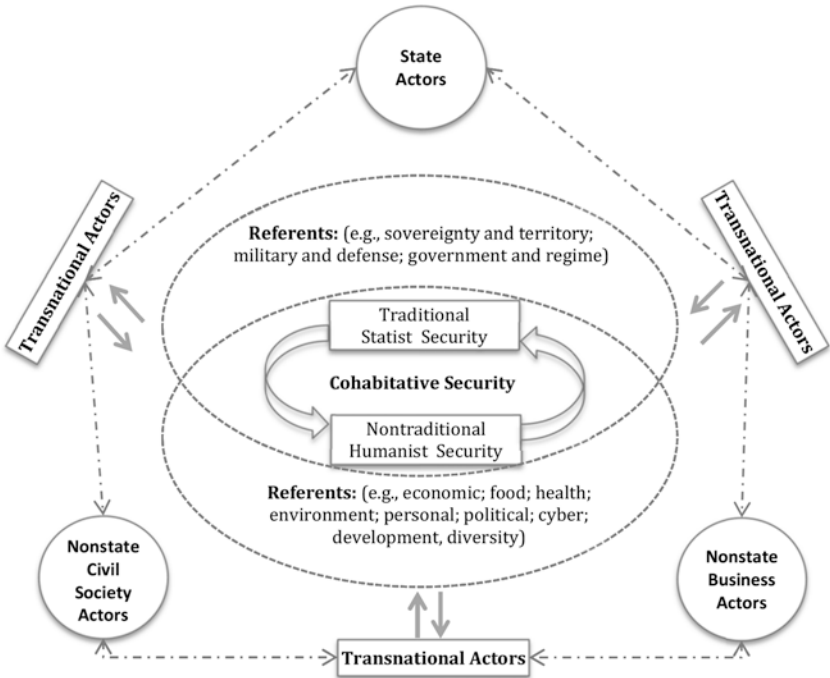 State
Actors
Transnational Actors
Transnational Actors
Referents: (e.g., sovereignty and territory;
military and defense; government and regime)
Traditional
Statist Security
Cohabitative Security
Nontraditional
Humanist Security
Referents: (e.g., economic; food; health;
environment; personal; political; cyber;
development, diversity)
Nonstate
Civil
Society
Actors
Nonstate
Business
Actors
Transnational Actors